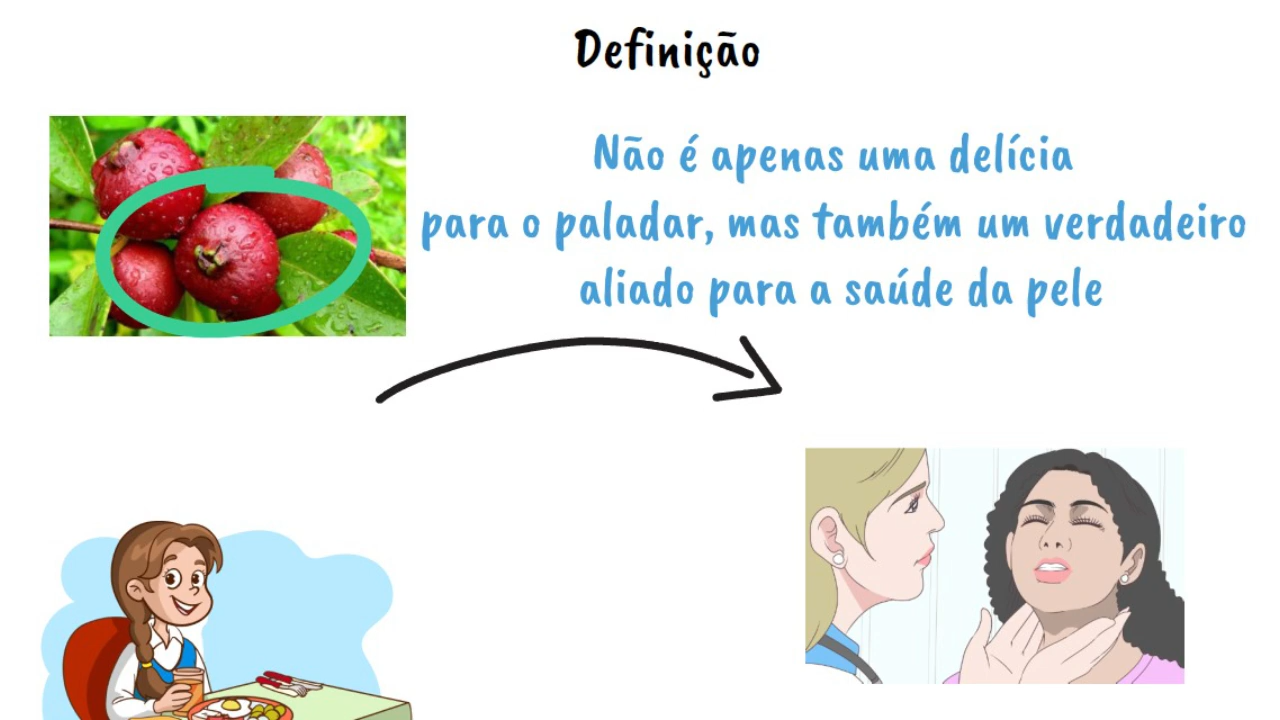 Definição
Não é apenas uma delícia
para o paladar, mas também um verdadeiro
aliado para a saúde da pele